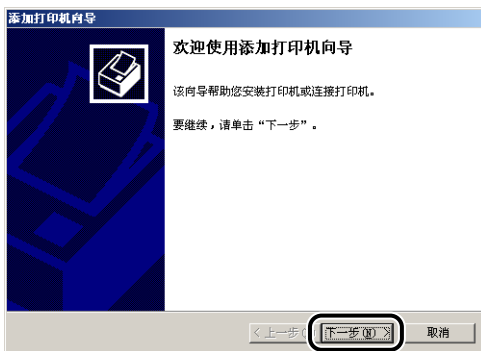 添加打印机向导
欢迎使用添加打印机向导
该向导帮助您安装打印机或连接打印机。
要继续，请单击“下一步”。
< 上一步(
下一步(N) >
取消